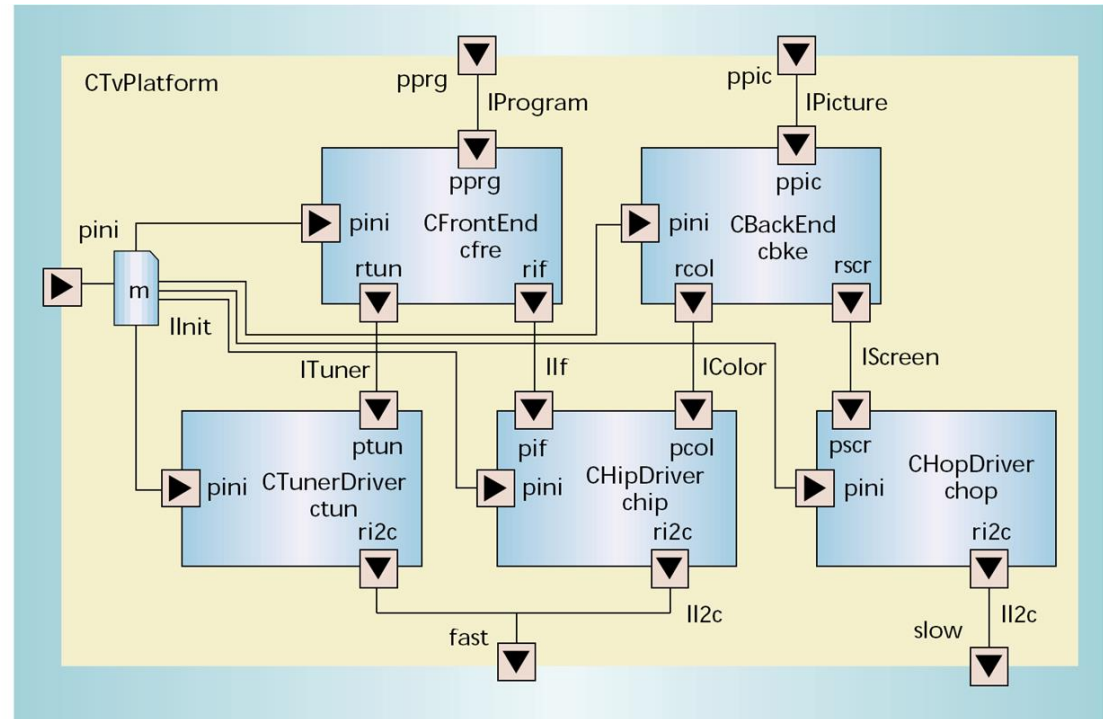 CTvPlatform
pprg
IProgram
ppic
IPicture
pprg
ppic
pini
pini
CFrontEnd
cfre
pini
CBackEnd
cbke
rtun
rif
rcol
rscr
m
IInit
ITuner
IIf
IColor
IScreen
ptun
pif
pcol
pscr
pini
CTunerDriver
ctun
pini
CHipDriver
chip
pini
CHopDriver
chop
ri2c
ri2c
ri2c
fast
II2c
slow
II2c